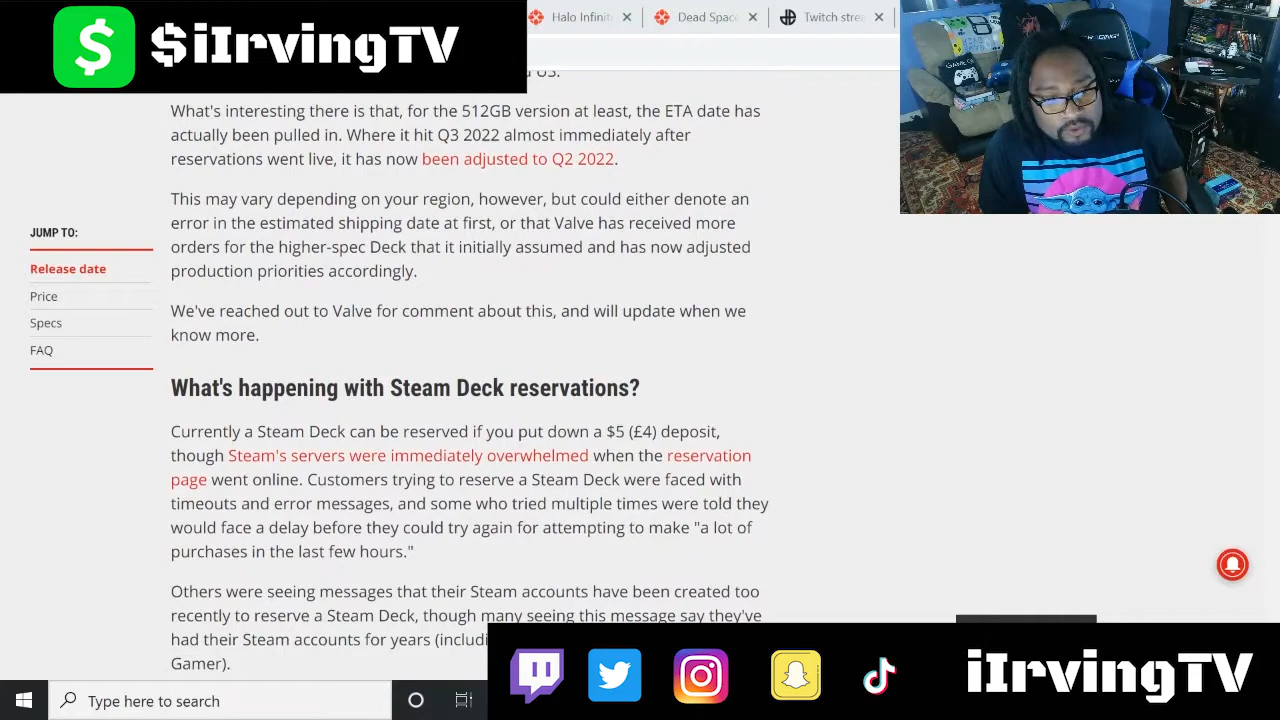 $iIrvingTV
Halo Infinit
Dead Space
Twitch strea
d US.
What's interesting there is that, for the 512GB version at least, the ETA date has
actually been pulled in. Where it hit Q3 2022 almost immediately after
reservations went live, it has now been adjusted to Q2 2022.
This may vary depending on your region, however, but could either denote an
error in the estimated shipping date at first, or that Valve has received more
orders for the higher-spec Deck that it initially assumed and has now adjusted
production priorities accordingly.
We've reached out to Valve for comment about this, and will update when we
know more.
JUMP TO:
Release date
Price
Specs
FAQ
What's happening with Steam Deck reservations?
Currently a Steam Deck can be reserved if you put down a $5 (£4) deposit,
though Steam's servers were immediately overwhelmed when the reservation
page went online. Customers trying to reserve a Steam Deck were faced with
timeouts and error messages, and some who tried multiple times were told they
would face a delay before they could try again for attempting to make "a lot of
purchases in the last few hours."
Others were seeing messages that their Steam accounts have been created too
recently to reserve a Steam Deck, though many seeing this message say they've
had their Steam accounts for years (includi
Gamer).
iIrvingTV
Type here to search